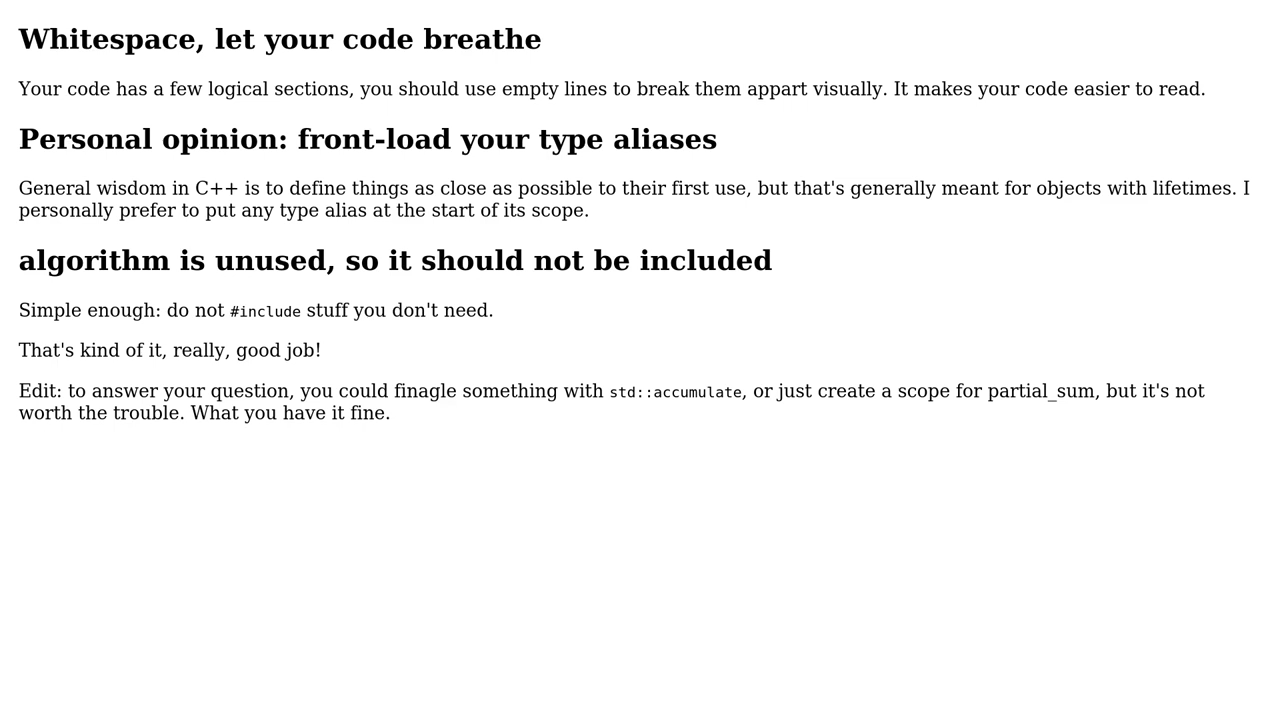 Whitespace, let your code breathe
Your code has a few logical sections, you should use empty lines to break them appart visually. It makes your code easier to read.
Personal opinion: front-load your type aliases
General wisdom in C++ is to define things as close as possible to their first use, but that's generally meant for objects with lifetimes. I
personally prefer to put any type alias at the start of its scope.
algorithm is unused, so it should not be included
Simple enough: do not #include stuff you don't need.
That's kind of it, really, good job!
Edit: to answer your question, you could finagle something with std::accumulate, or just create a scope for partial_sum, but it's not
worth the trouble. What you have it fine.